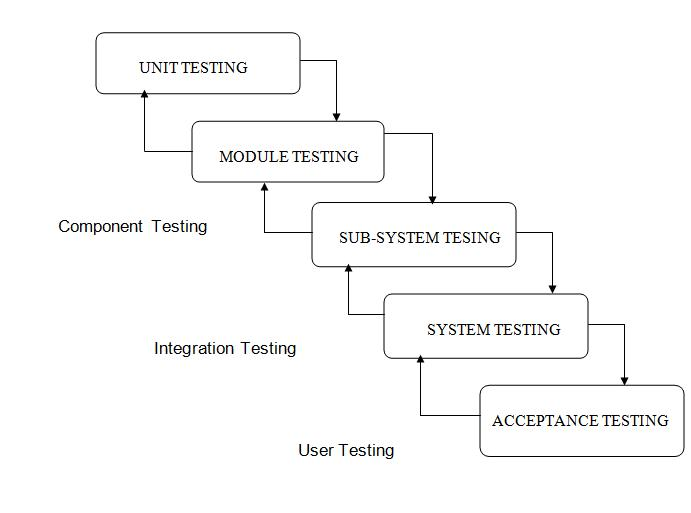 UNIT TESTING
MODULE TESTING
Component Testing
SUB-SYSTEM TESING
SYSTEM TESTING
Integration Testing
ACCEPTANCE TESTING
User Testing